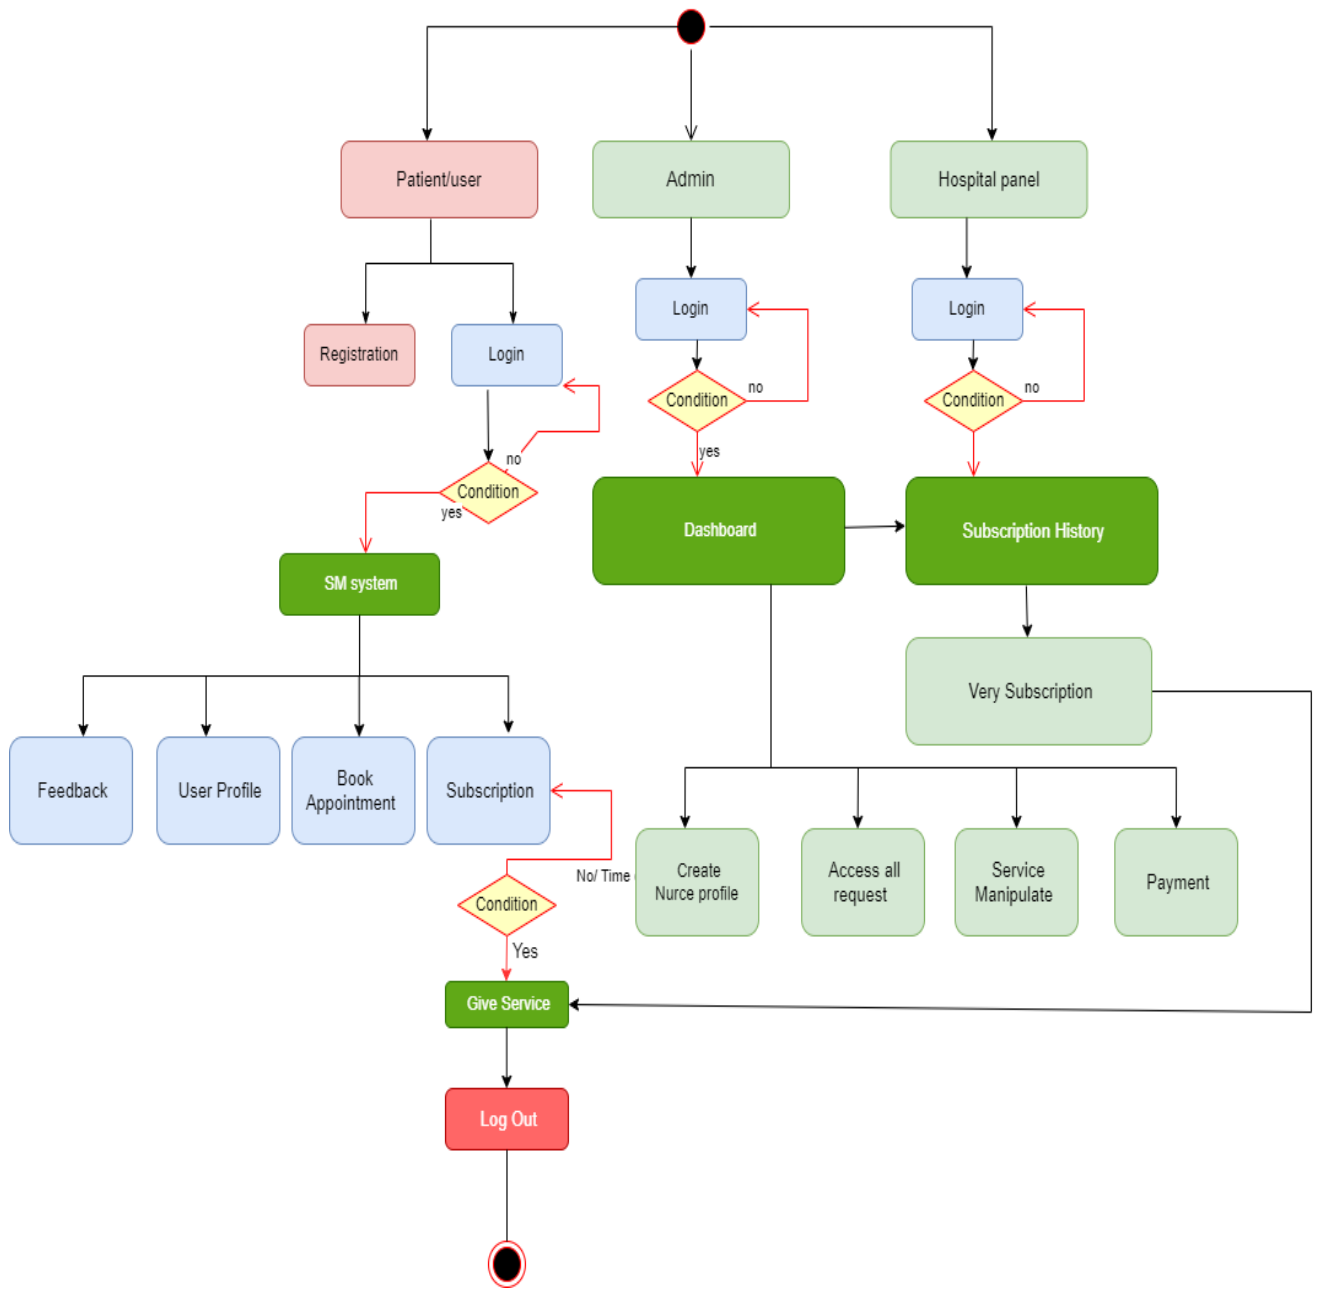 Patient/user
Admin
Hospital panel
Login
Login
Registration
Login
Condition
no
Condition
no
yes
no
Condition
yes
Dashboard
Subscription History
SM system
Very Subscription
Feedback
User Profile
Book
Appointment
Subscription
No/ Time
Create
Nurce profile
Access all
request
Service
Manipulate
Payment
Condition
Yes
Give Service
Log Out